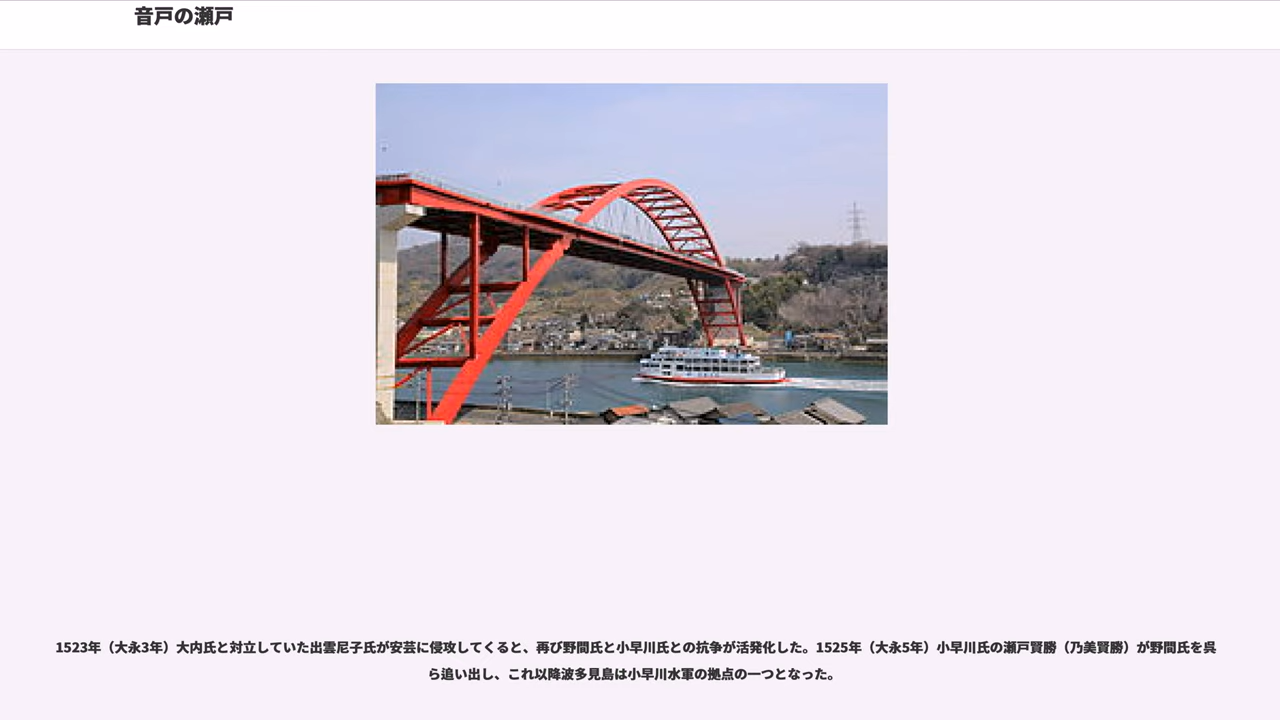 音戸の瀬戸
1523年（大永3年）大内氏と対立していた出雲尼子氏が安芸に侵攻してくると、再び野間氏と小早川氏との抗争が活発化した。1525年（大永5年）小早川氏の瀬戸賢勝（乃美賢勝）が野間氏を呉
ら追い出し、これ以降波多見島は小早川水軍の拠点の一つとなった。